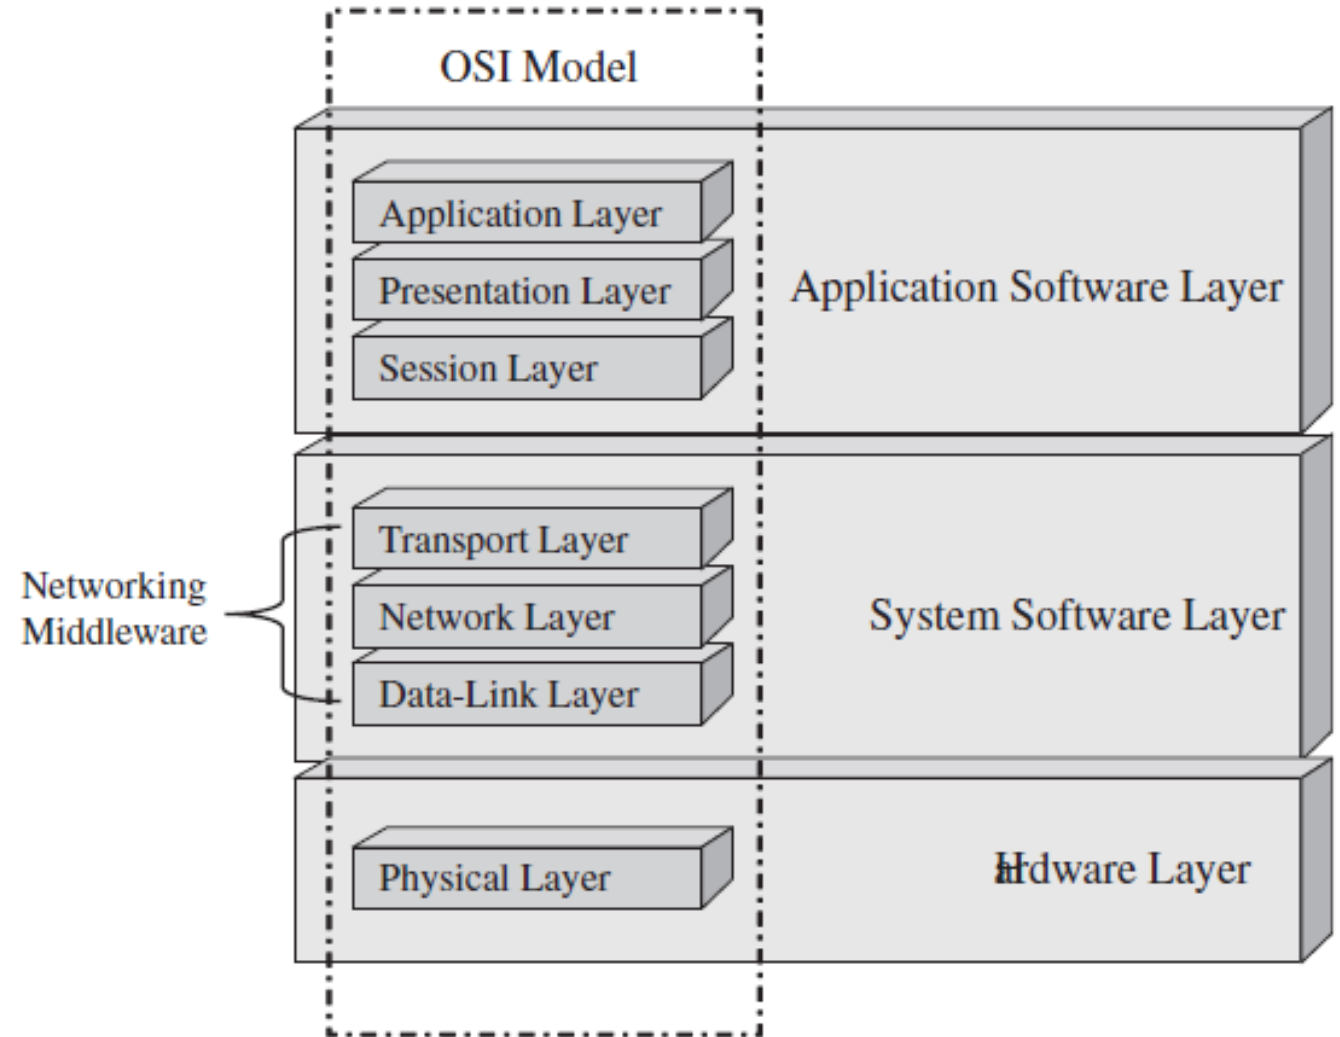 OSI Model
Application Layer
Presentation Layer
Session Layer
Application Software Layer
Networking
Middleware
Transport Layer
Network Layer
Data-Link Layer
System Software Layer
Physical Layer
Hardware Layer